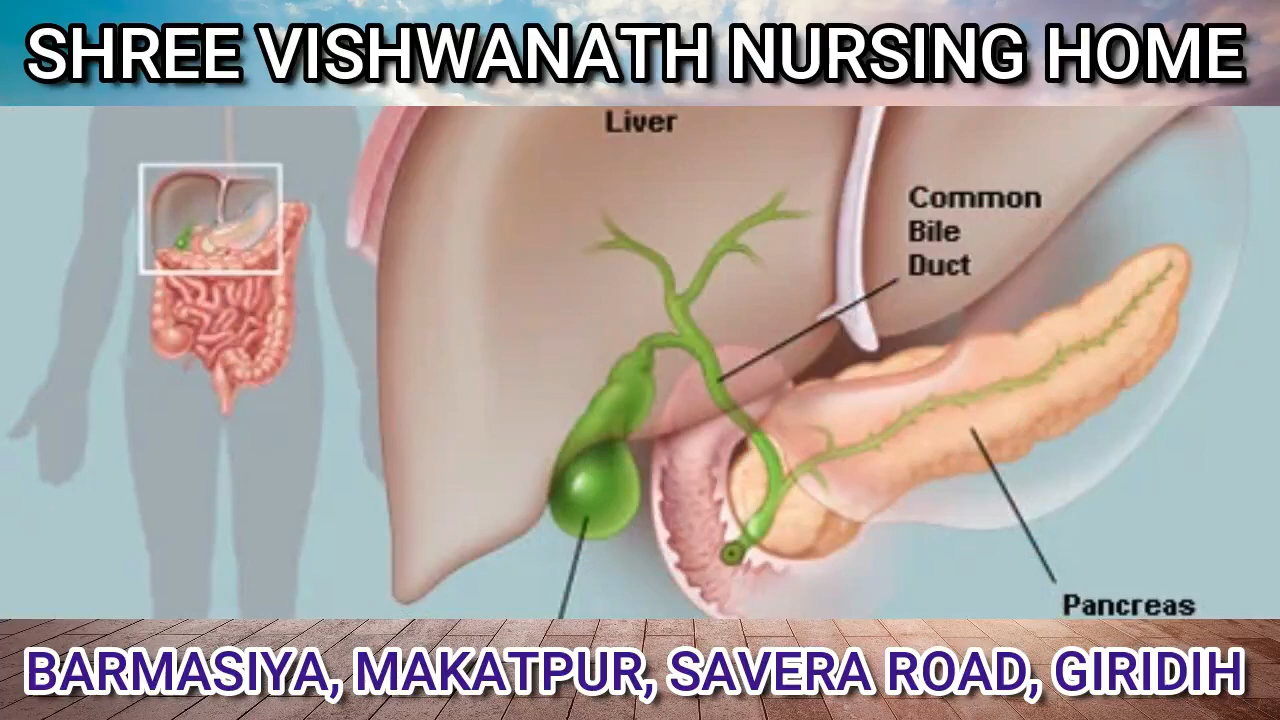 SHREE VISHWANATH NURSING HOME
Liver
Common
Bile
Duct
Pancreas
BARMASIYA, MAKATPUR, SAVERA ROAD, GIRIDIH